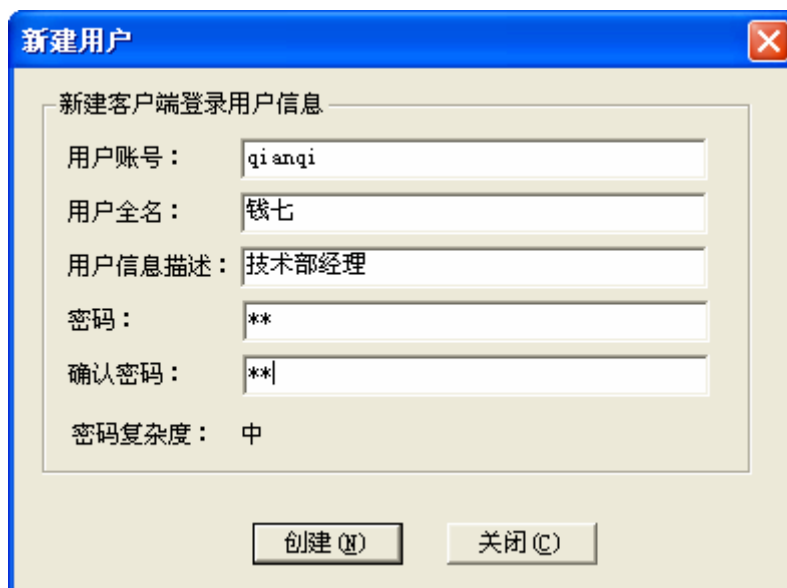 新建用户
新建客户端登录用户信息
用户账号： qianqi
用户全名： 钱七
用户信息描述： 技术部经理
密码： **
确认密码： **
密码复杂度： 中
创建(N) 关闭(C)